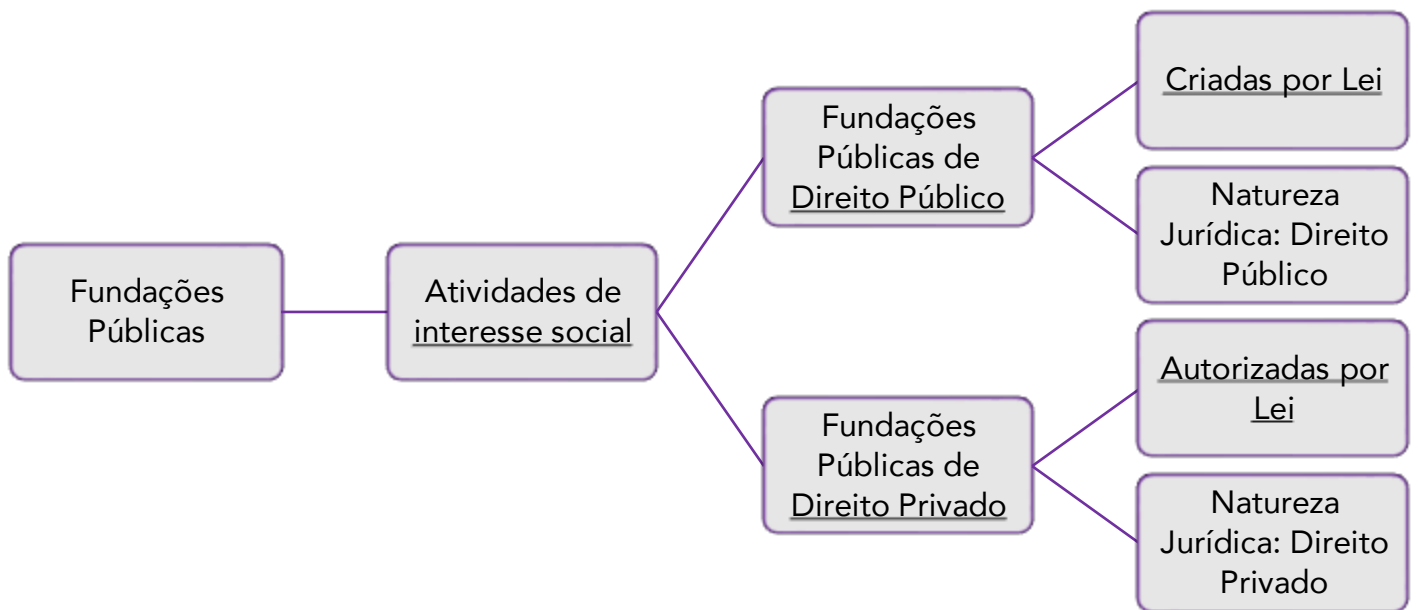 Fundações
Públicas
Atividades de
interesse social
Fundações
Públicas de
Direito Público
Criadas por Lei
Natureza
Jurídica: Direito
Público
Fundações
Públicas de
Direito Privado
Autorizadas por
Lei
Natureza
Jurídica: Direito
Privado